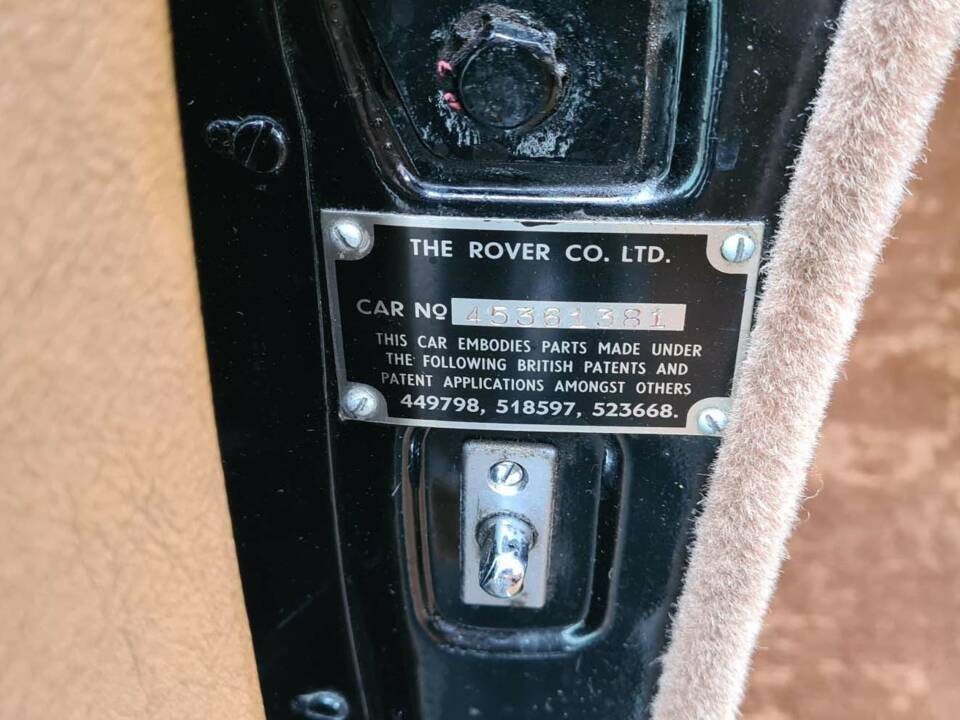 THE ROVER CO. LTD.
CAR Nº 45361381
THIS CAR EMBODIES PARTS MADE UNDER
THE FOLLOWING BRITISH PATENTS AND
PATENT APPLICATIONS AMONGST OTHERS
449798, 518597, 523668.